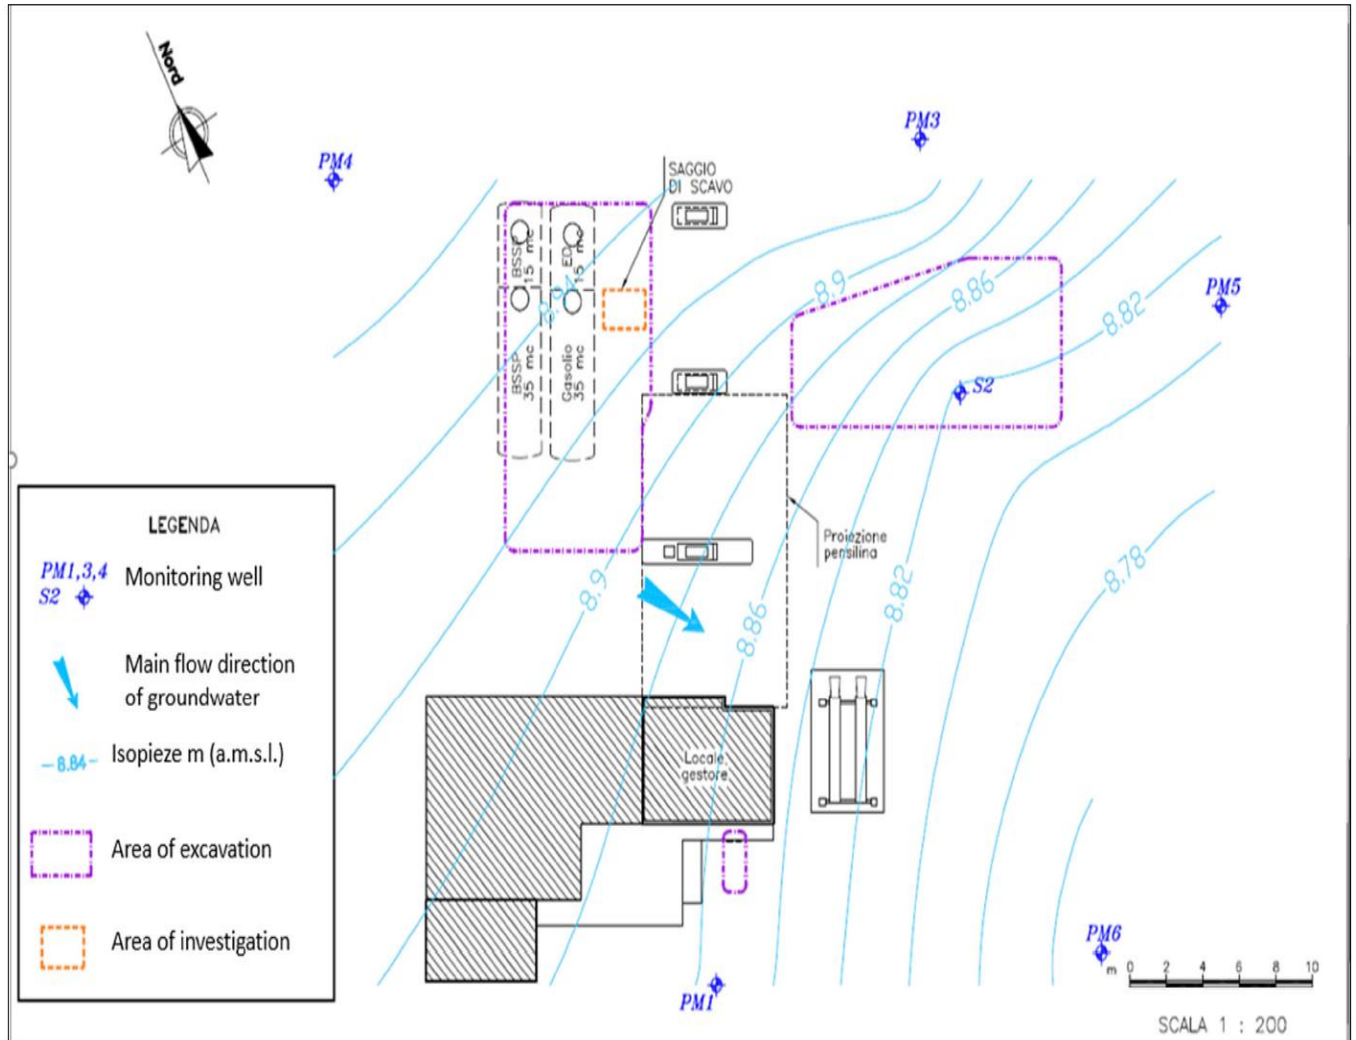 Nord
PM4
PM3
SAGGIO
DI SCAVO
BSSP
15 mc
ED
15 mc
8.94
8.9
8.86
8.82
PM5
BSSP
35 mc
Gasolio
35 mc
S2
Proiezione
pensilina
8.9
8.86
8.82
8.78
Locale
gestore
PM1
PM6
m 0 2 4 6 8 10
SCALA 1 : 200
LEGENDA
PM1,3,4
S2
Monitoring well
Main flow direction
of groundwater
-8.84-
Isopieze m (a.m.s.l.)
Area of excavation
Area of investigation